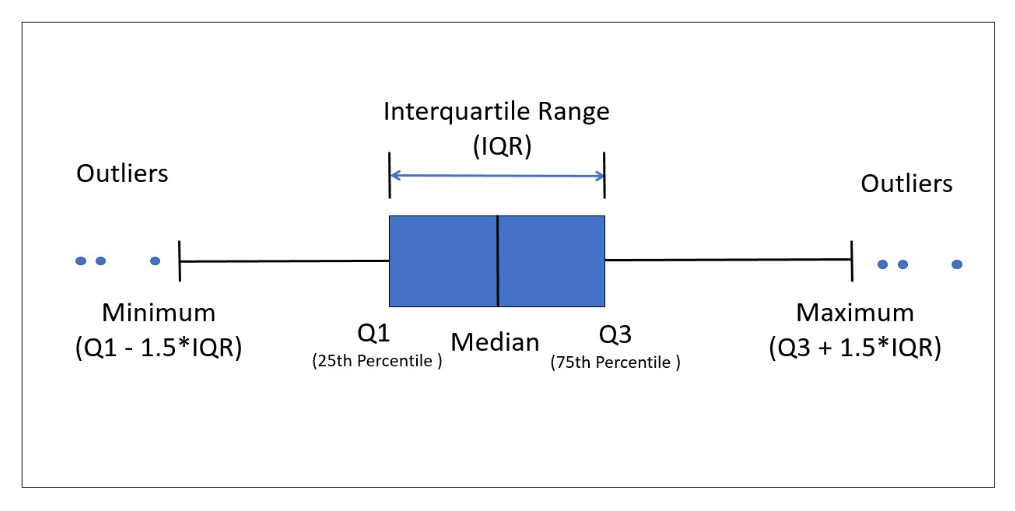 Interquartile Range
(IQR)
Outliers
Outliers
Minimum
(Q1 - 1.5*IQR)
Q1
(25th Percentile )
Median
Q3
(75th Percentile )
Maximum
(Q3 + 1.5*IQR)